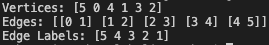 Vertices: [5 0 4 1 3 2]
Edges: [[0 1] [1 2] [2 3] [3 4] [4 5]]
Edge Labels: [5 4 3 2 1]